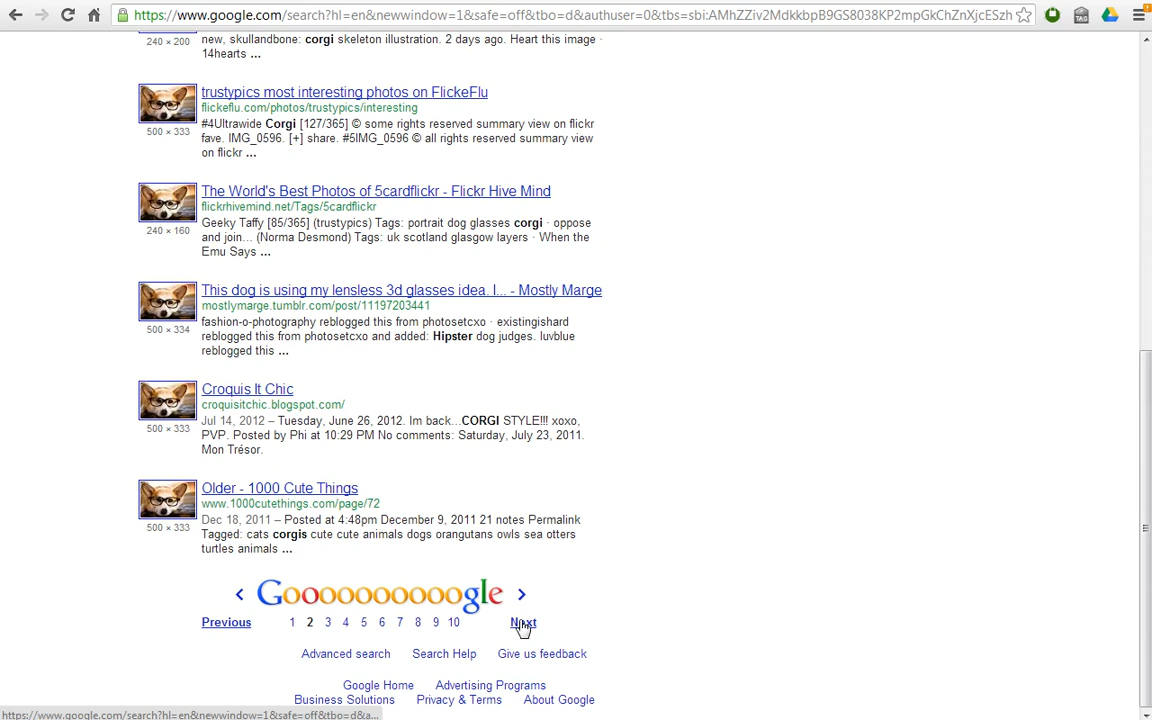 https://www.google.com/search?hl=en&newwindow=1&safe=off&tbo=d&authuser=0&tbs=sbi:AMhZZiv2MdkkbpB9GS8038KP2mpGkChZnXjcESzh
TAG
240 × 200
new, skullandbone: corgi skeleton illustration. 2 days ago. Heart this image ·
14hearts ...
trustypics most interesting photos on FlickeFlu
flickeflu.com/photos/trustypics/interesting
500 × 333
#4Ultrawide Corgi [127/365] © some rights reserved summary view on flickr
fave. IMG_0596. [+] share. #5IMG_0596 © all rights reserved summary view
on flickr ...
The World's Best Photos of 5cardflickr - Flickr Hive Mind
flickrhivemind.net/Tags/5cardflickr
240 × 160
Geeky Taffy [85/365] (trustypics) Tags: portrait dog glasses corgi · oppose
and join... (Norma Desmond) Tags: uk scotland glasgow layers · When the
Emu Says ...
This dog is using my lensless 3d glasses idea. I... - Mostly Marge
mostlymarge.tumblr.com/post/11197203441
500 × 334
fashion-o-photography reblogged this from photosetcxo · existingishard
reblogged this from photosetcxo and added: Hipster dog judges. luvblue
reblogged this ...
Croquis It Chic
croquisitchic.blogspot.com/
500 × 333
Jul 14, 2012 – Tuesday, June 26, 2012. Im back...CORGI STYLE!!! xoxo,
PVP. Posted by Phi at 10:29 PM No comments: Saturday, July 23, 2011.
Mon Trésor.
Older - 1000 Cute Things
www.1000cutethings.com/page/72
500 × 333
Dec 18, 2011 – Posted at 4:48pm December 9, 2011 21 notes Permalink
Tagged: cats corgis cute cute animals dogs orangutans owls sea otters
turtles animals ...
Goooooooooogle
Previous 1 2 3 4 5 6 7 8 9 10 Next
Advanced search Search Help Give us feedback
Google Home Advertising Programs
Business Solutions Privacy & Terms About Google
https://www.google.com/search?hl=en&newwindow=1&safe=off&tbo=d&a...